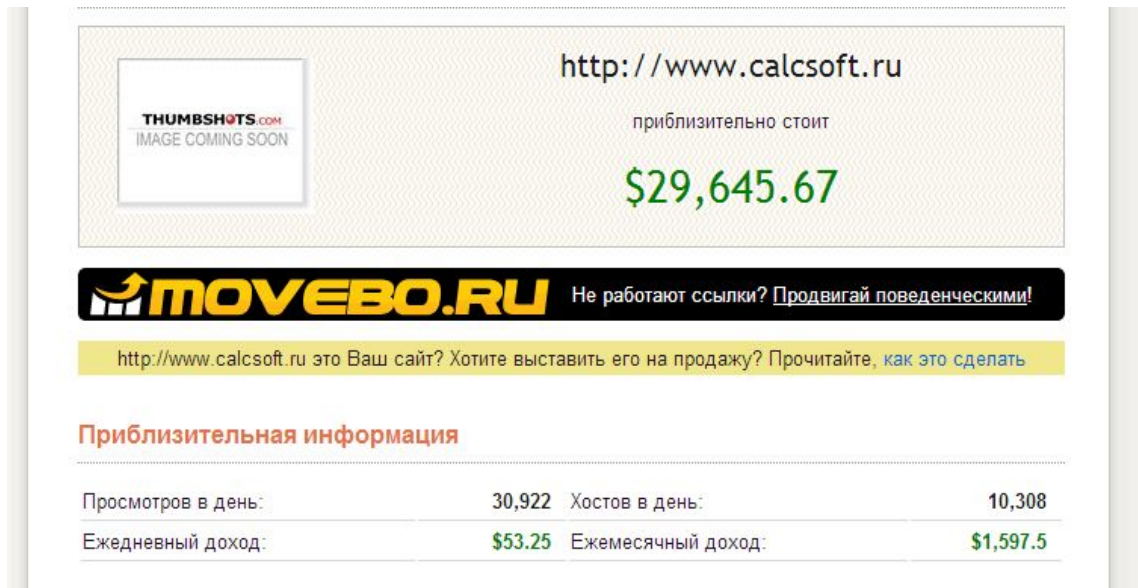 THUMBSHOTS.COM
IMAGE COMING SOON
http://www.calcsoft.ru
приблизительно стоит
$29,645.67
MOVEBO.RU Не работают ссылки? Продвигай поведенческими!
http://www.calcsoft.ru это Ваш сайт? Хотите выставить его на продажу? Прочитайте, как это сделать
Приблизительная информация
Просмотров в день: 30,922 Хостов в день: 10,308
Ежедневный доход: $53.25 Ежемесячный доход: $1,597.5